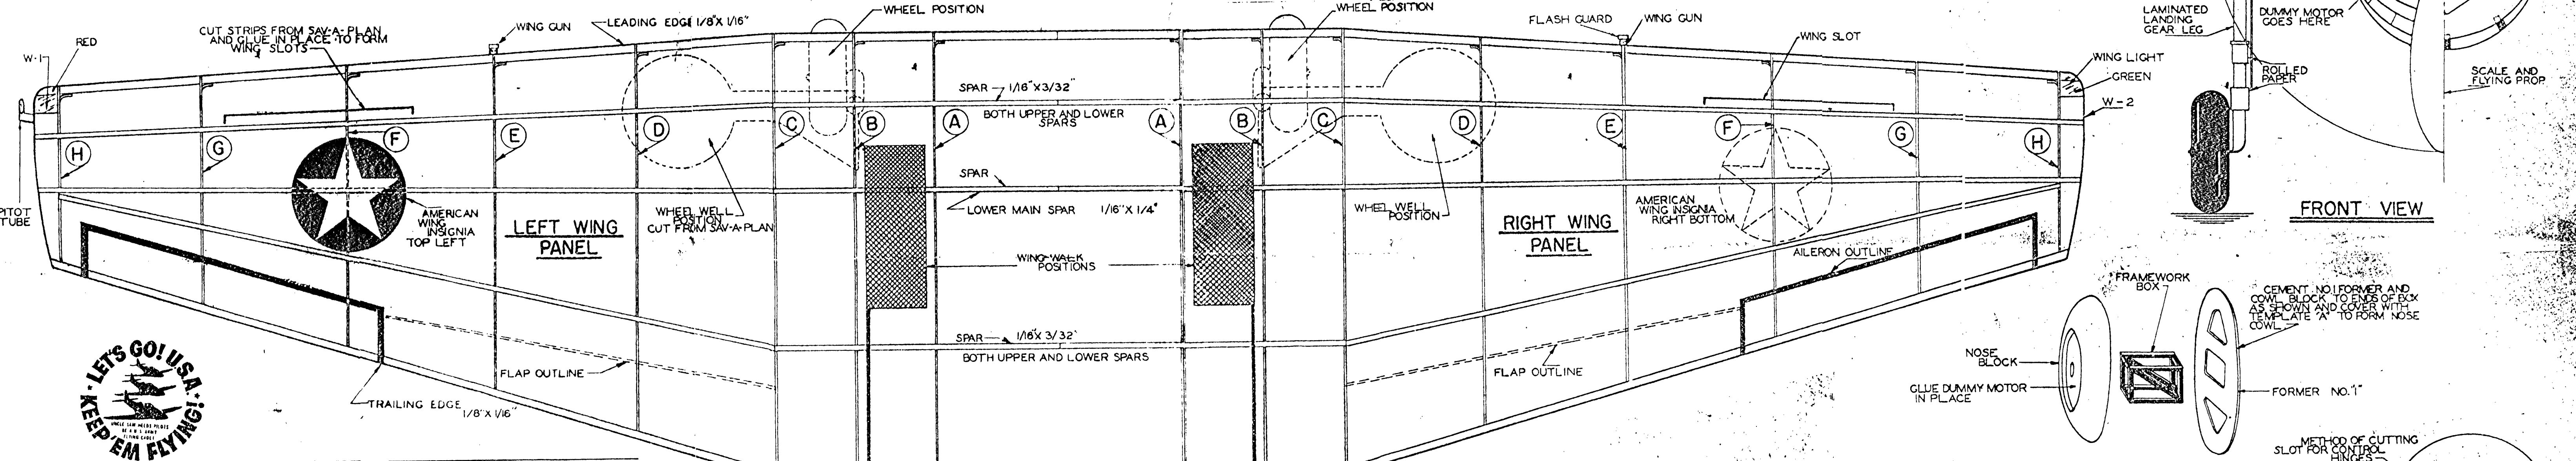 WHEEL POSITION
WING GUN
LEADING EDGE 1/8"X 1/16"
CUT STRIPS FROM SAV-A-PLAN
AND GLUE IN PLACE TO FORM
WING SLOTS
RED
W-1
PITOT
TUBE
H
G
F
E
D
C
B
A
AMERICAN
WING
INSIGNIA
TOP LEFT
LEFT WING
PANEL
WHEEL WELL
POSITION
CUT FROM SAV-A-PLAN
SPAR 1/16"X3/32"
BOTH UPPER AND LOWER
SPARS
SPAR
LOWER MAIN SPAR 1/16"X 1/4"
WING-WALK
POSITIONS
SPAR 1/16"X 3/32"
BOTH UPPER AND LOWER SPARS
FLAP OUTLINE
TRAILING EDGE 1/8"X 1/16"
LET'S GO! U.S.A.
KEEP 'EM FLYING!
WHEEL POSITION
FLASH GUARD
WING GUN
WING SLOT
WING LIGHT
GREEN
W-2
A
B
C
D
E
F
G
H
WHEEL WELL
POSITION
RIGHT WING
PANEL
AMERICAN
WING INSIGNIA
RIGHT BOTTOM
AILERON OUTLINE
FLAP OUTLINE
LAMINATED
LANDING
GEAR LEG
DUMMY MOTOR
GOES HERE
ROLLED
PAPER
SCALE AND
FLYING PROP.
FRONT VIEW
FRAMEWORK
BOX
CEMENT NO.1 FORMER AND
COWL BLOCK TO ENDS OF BOX
AS SHOWN AND COVER WITH
TEMPLATE "A" TO FORM NOSE
COWL
NOSE
BLOCK
GLUE DUMMY MOTOR
IN PLACE
FORMER NO."1"
METHOD OF CUTTING
SLOT FOR CONTROL
HINGES